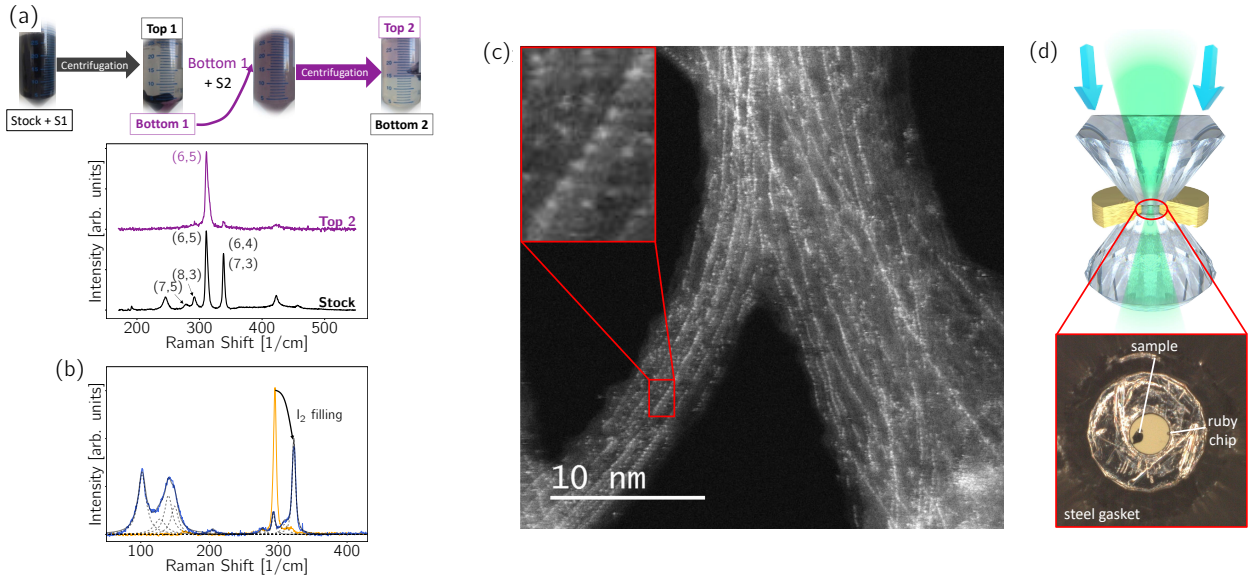 (a)
Top 1
Top 2
Centrifugation
Bottom 1
+ S2
Centrifugation
Stock + S1
Bottom 1
Bottom 2
Intensity [arb. units]
(6,5)
Top 2
(6,5)
(6,4)
(7,3)
(8,3)
(7,5)
Stock
200
300
400
500
Raman Shift [1/cm]
(b)
Intensity [arb. units]
I₂ filling
100
200
300
400
Raman Shift [1/cm]
(c)
10 nm
(d)
sample
ruby
chip
steel gasket